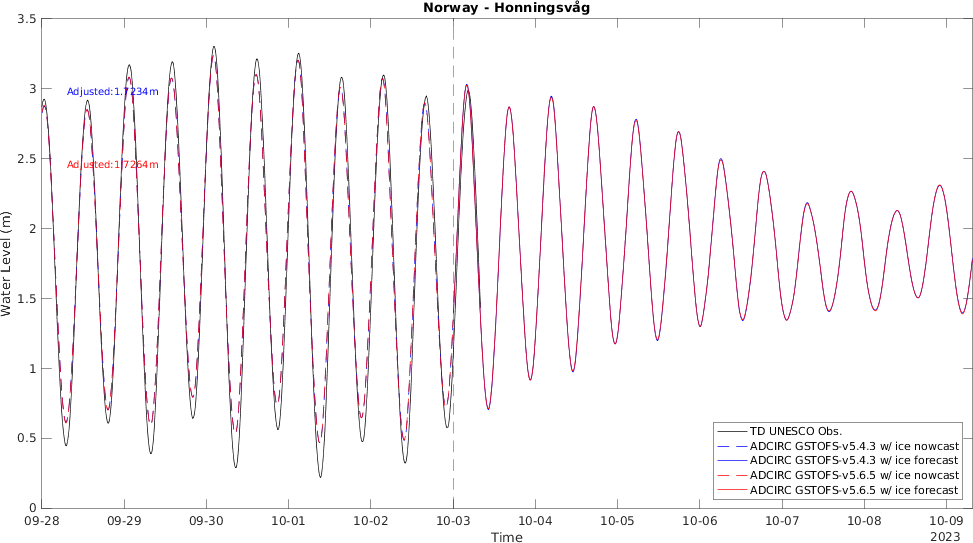 Norway - Honningsvåg
3.5
3
2.5
2
1.5
1
0.5
0
Water Level (m)
Adjusted:1.7234m
Adjusted:1.7264m
TD UNESCO Obs.
ADCIRC GSTOFS-v5.4.3 w/ ice nowcast
ADCIRC GSTOFS-v5.4.3 w/ ice forecast
ADCIRC GSTOFS-v5.6.5 w/ ice nowcast
ADCIRC GSTOFS-v5.6.5 w/ ice forecast
09-28 09-29 09-30 10-01 10-02 10-03 10-04 10-05 10-06 10-07 10-08 10-09
2023
Time